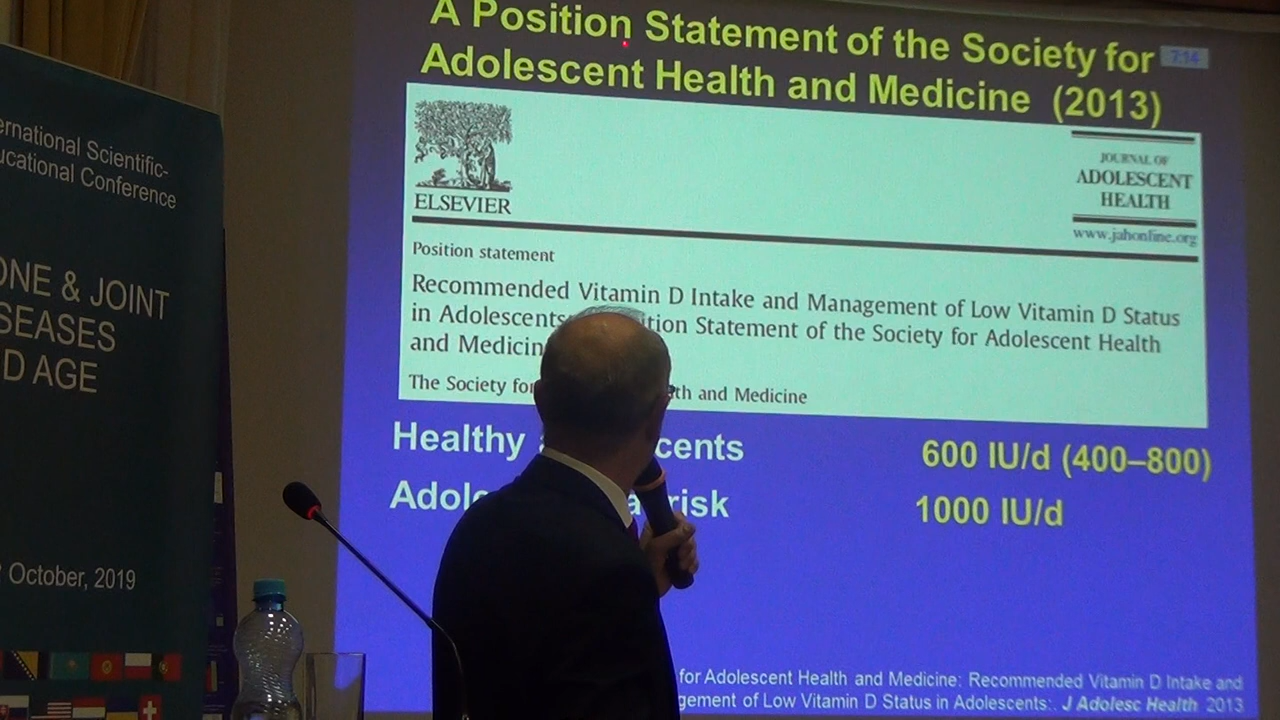 ernational Scientific-
ucational Conference
ONE & JOINT
SEASES
D AGE
October, 2019
A Position Statement of the Society for
7:14
Adolescent Health and Medicine (2013)
ELSEVIER
JOURNAL OF
ADOLESCENT
HEALTH
www.jahonline.org
Position statement
Recommended Vitamin D Intake and Management of Low Vitamin D Status
in Adolescents tion Statement of the Society for Adolescent Health
and Medicin
The Society for th and Medicine
Healthy a cents 600 IU/d (400–800)
Adole a risk 1000 IU/d
for Adolescent Health and Medicine: Recommended Vitamin D Intake and
gement of Low Vitamin D Status in Adolescents:. J Adolesc Health 2013